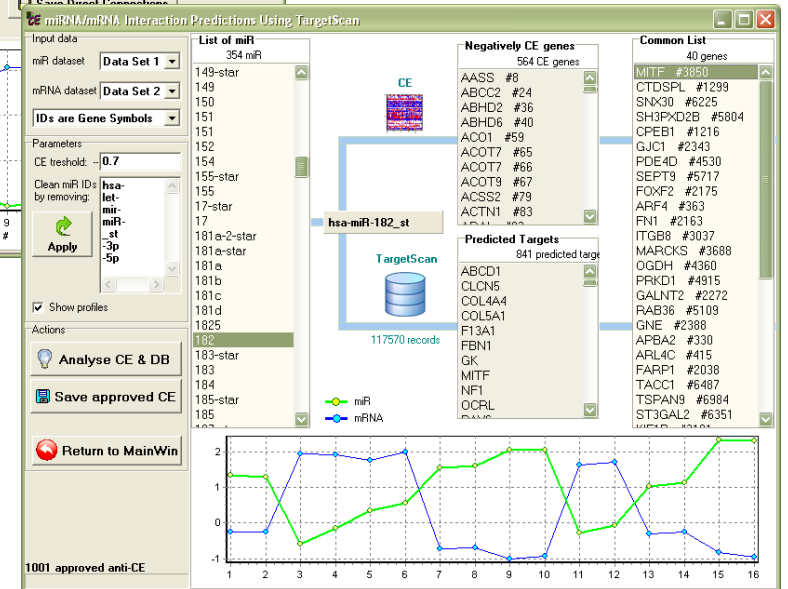 Save Direct Connections
miRNA/mRNA Interaction Predictions Using TargetScan
Input data
miR dataset
Data Set 1
mRNA dataset
Data Set 2
IDs are Gene Symbols
Parameters
CE treshold:
0.7
Clean miR IDs
by removing:
hsa-
let-
mir-
miR-
_st
-3p
-5p
Apply
Show profiles
Actions
Analyse CE & DB
Save approved CE
Return to MainWin
1001 approved anti-CE
9
#
List of miR
354 miR
149-star
149
150
151
151
152
154
155-star
155
17-star
17
181a-2-star
181a-star
181a
181b
181c
181d
1825
182
183-star
183
184
185-star
185
CE
hsa-miR-182_st
TargetScan
117570 records
miR
mRNA
Negatively CE genes
564 CE genes
AASS #8
ABCC2 #24
ABHD2 #36
ABHD6 #40
ACO1 #59
ACOT7 #65
ACOT7 #66
ACOT9 #67
ACSS2 #79
ACTN1 #83
Predicted Targets
841 predicted targe
ABCD1
CLCN5
COL4A4
COL5A1
F13A1
FBN1
GK
MITF
NF1
OCRL
Common List
40 genes
MITF #3850
CTDSPL #1299
SNX30 #6225
SH3PXD2B #5804
CPEB1 #1216
GJC1 #2343
PDE4D #4530
SEPT9 #5717
FOXF2 #2175
ARF4 #363
FN1 #2163
ITGB8 #3037
MARCKS #3688
OGDH #4360
PRKD1 #4915
GALNT2 #2272
RAB36 #5109
GNE #2388
APBA2 #330
ARL4C #415
FARP1 #2038
TACC1 #6487
TSPAN9 #6984
ST3GAL2 #6351
2
1
0
-1
1 2 3 4 5 6 7 8 9 10 11 12 13 14 15 16